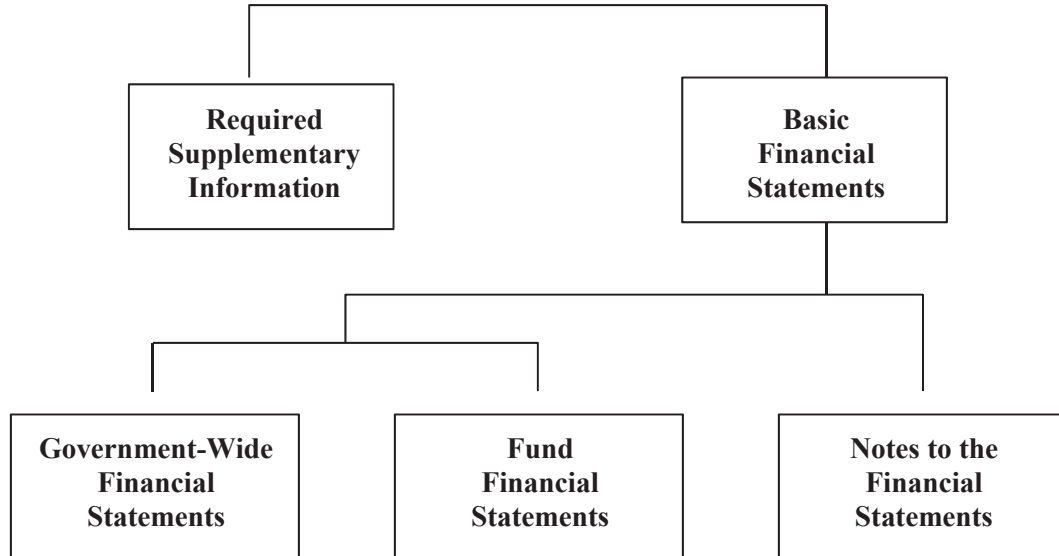 Required
Supplementary
Information
Basic
Financial
Statements
Government-Wide
Financial
Statements
Fund
Financial
Statements
Notes to the
Financial
Statements